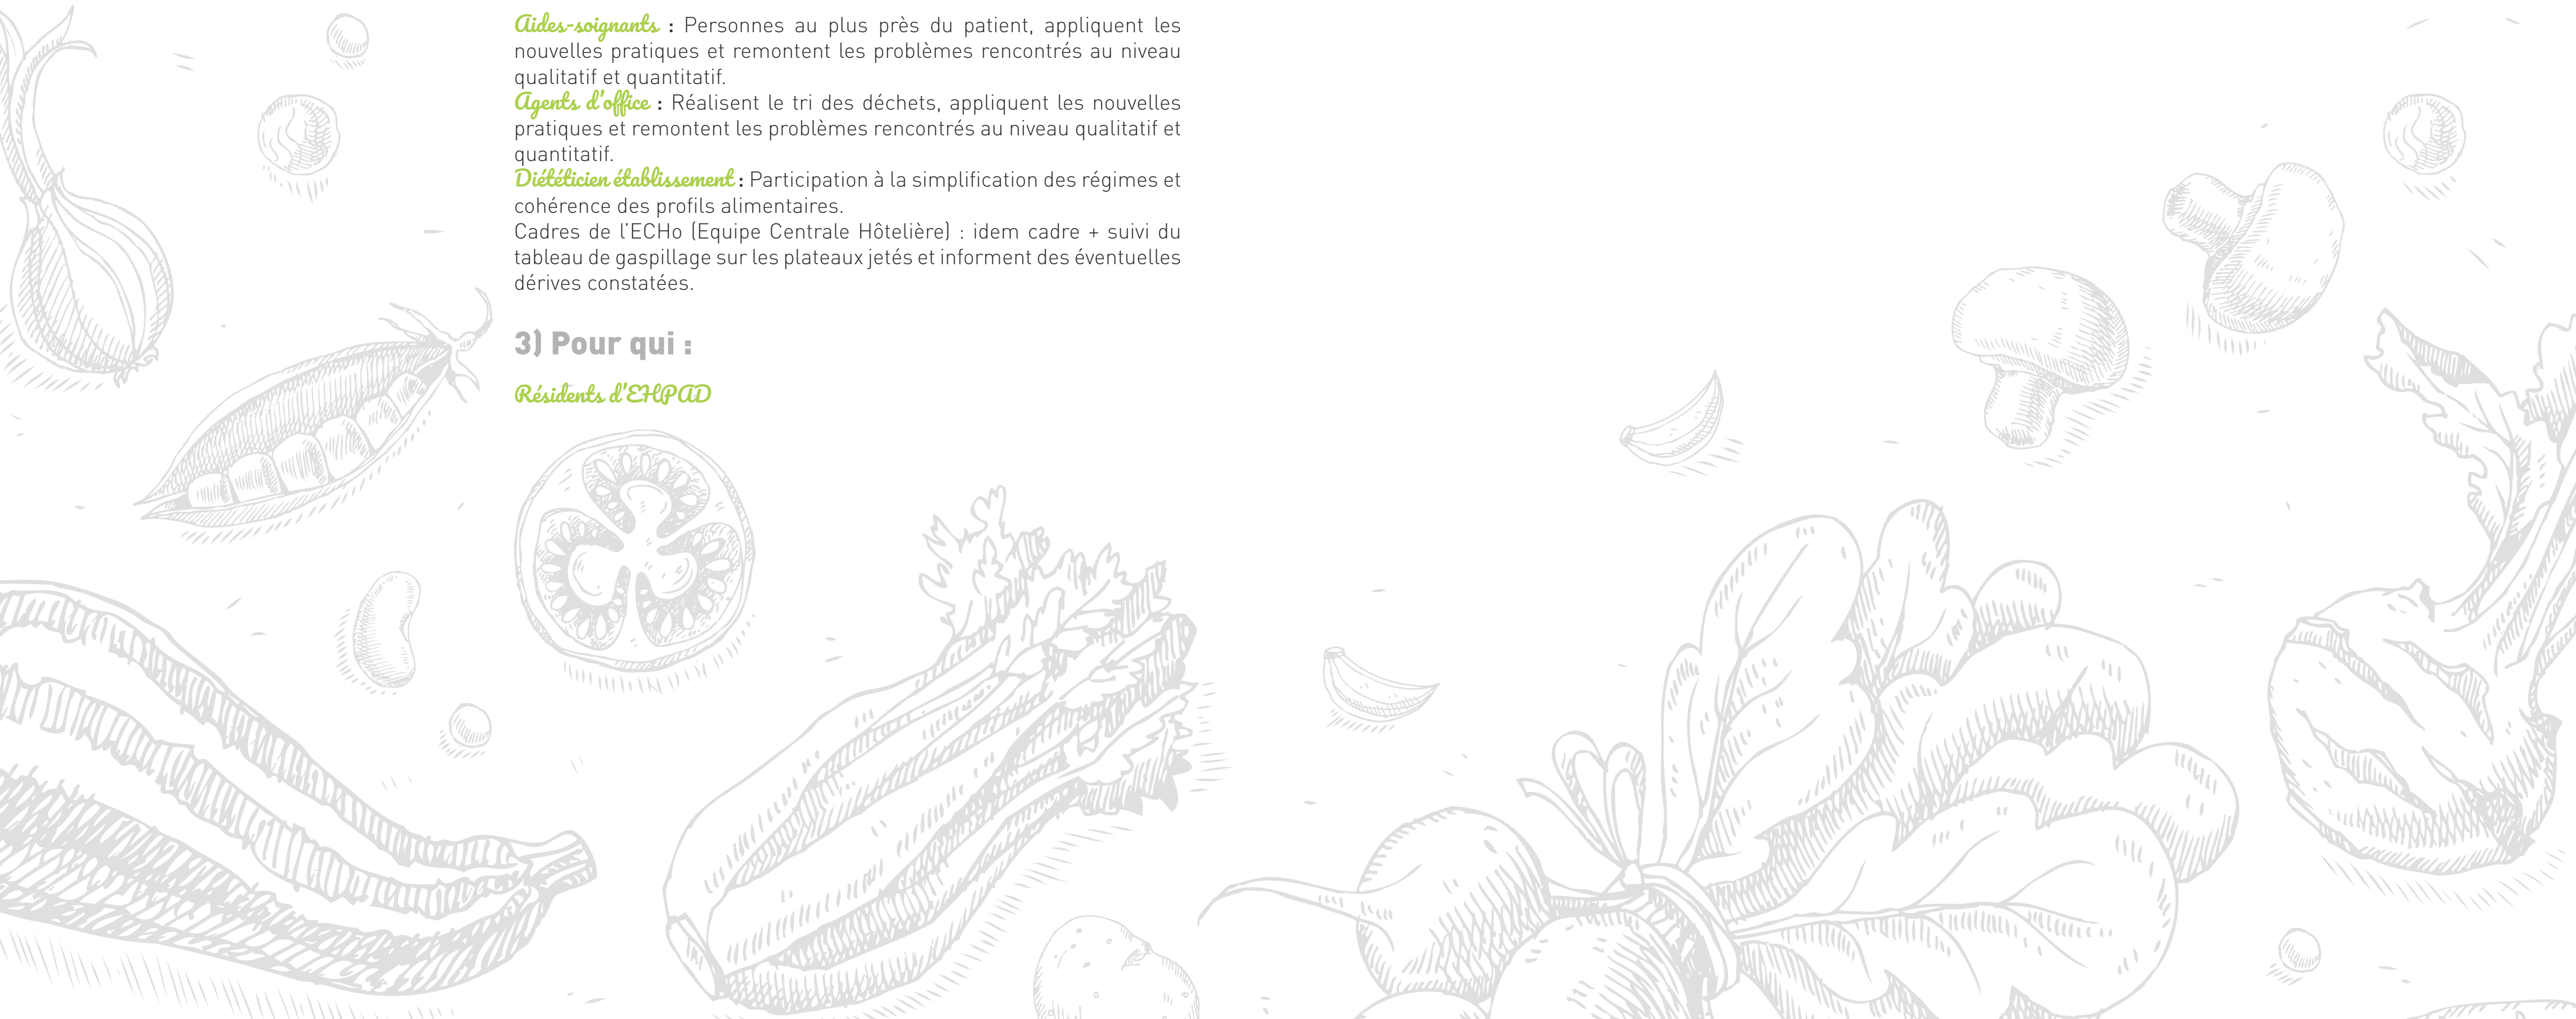 Aides-soignants : Personnes au plus près du patient, appliquent les
nouvelles pratiques et remontent les problèmes rencontrés au niveau
qualitatif et quantitatif.
Agents d'office : Réalisent le tri des déchets, appliquent les nouvelles
pratiques et remontent les problèmes rencontrés au niveau qualitatif et
quantitatif.
Diététicien établissement : Participation à la simplification des régimes et
cohérence des profils alimentaires.
Cadres de l'ECHo (Equipe Centrale Hôtelière) : idem cadre + suivi du
tableau de gaspillage sur les plateaux jetés et informent des éventuelles
dérives constatées.
3) Pour qui :
Résidents d'EHPAD